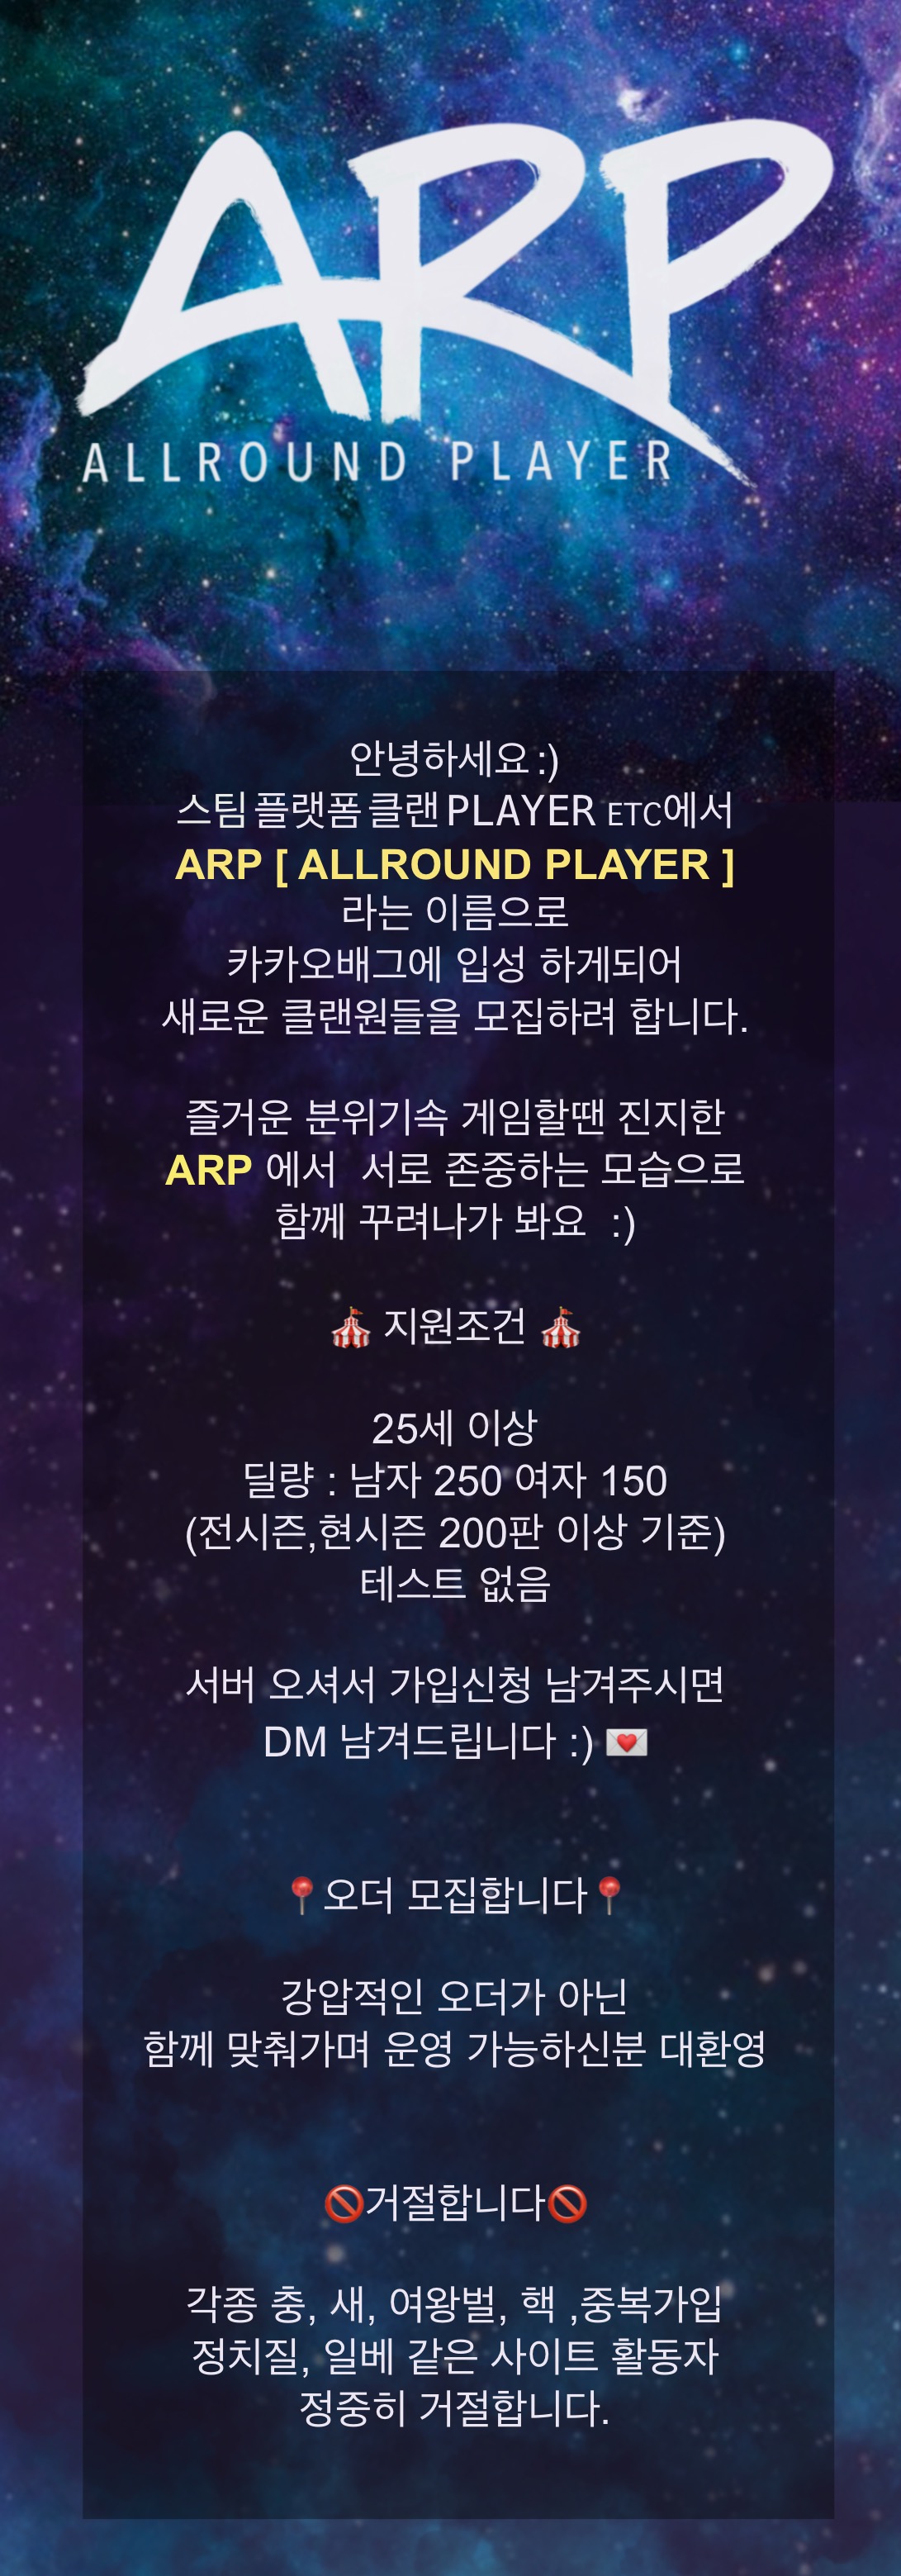 ARP
ALLROUND PLAYER
안녕하세요 :)
스팀 플랫폼 클랜 PLAYER ETC에서
ARP [ ALLROUND PLAYER ]
라는 이름으로
카카오배그에 입성 하게되어
새로운 클랜원들을 모집하려 합니다.
즐거운 분위기속 게임할땐 진지한
ARP 에서 서로 존중하는 모습으로
함께 꾸려나가 봐요 :)
🎪 지원조건 🎪
25세 이상
딜량 : 남자 250 여자 150
(전시즌,현시즌 200판 이상 기준)
테스트 없음
서버 오셔서 가입신청 남겨주시면
DM 남겨드립니다 :) 💌
📍오더 모집합니다📍
강압적인 오더가 아닌
함께 맞춰가며 운영 가능하신분 대환영
🚫거절합니다🚫
각종 충, 새, 여왕벌, 핵 ,중복가입
정치질, 일베 같은 사이트 활동자
정중히 거절합니다.